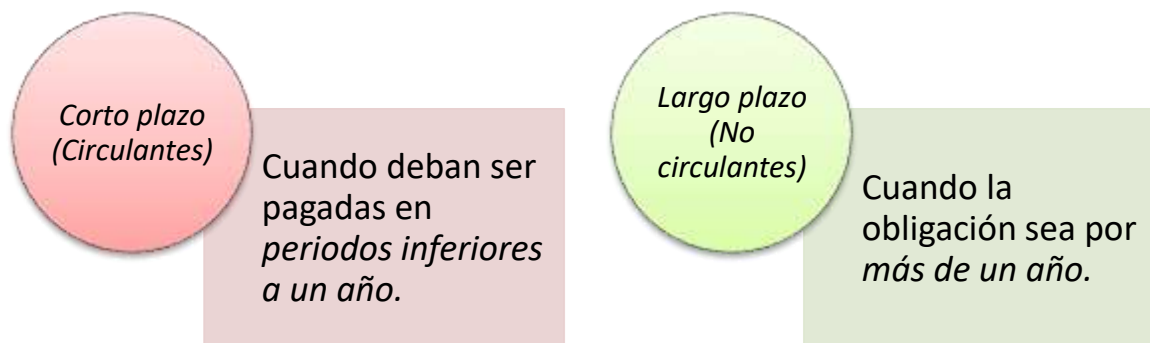 Corto plazo
(Circulantes)
Cuando deban ser
pagadas en
periodos inferiores
a un año.
Largo plazo
(No
circulantes)
Cuando la
obligación sea por
más de un año.